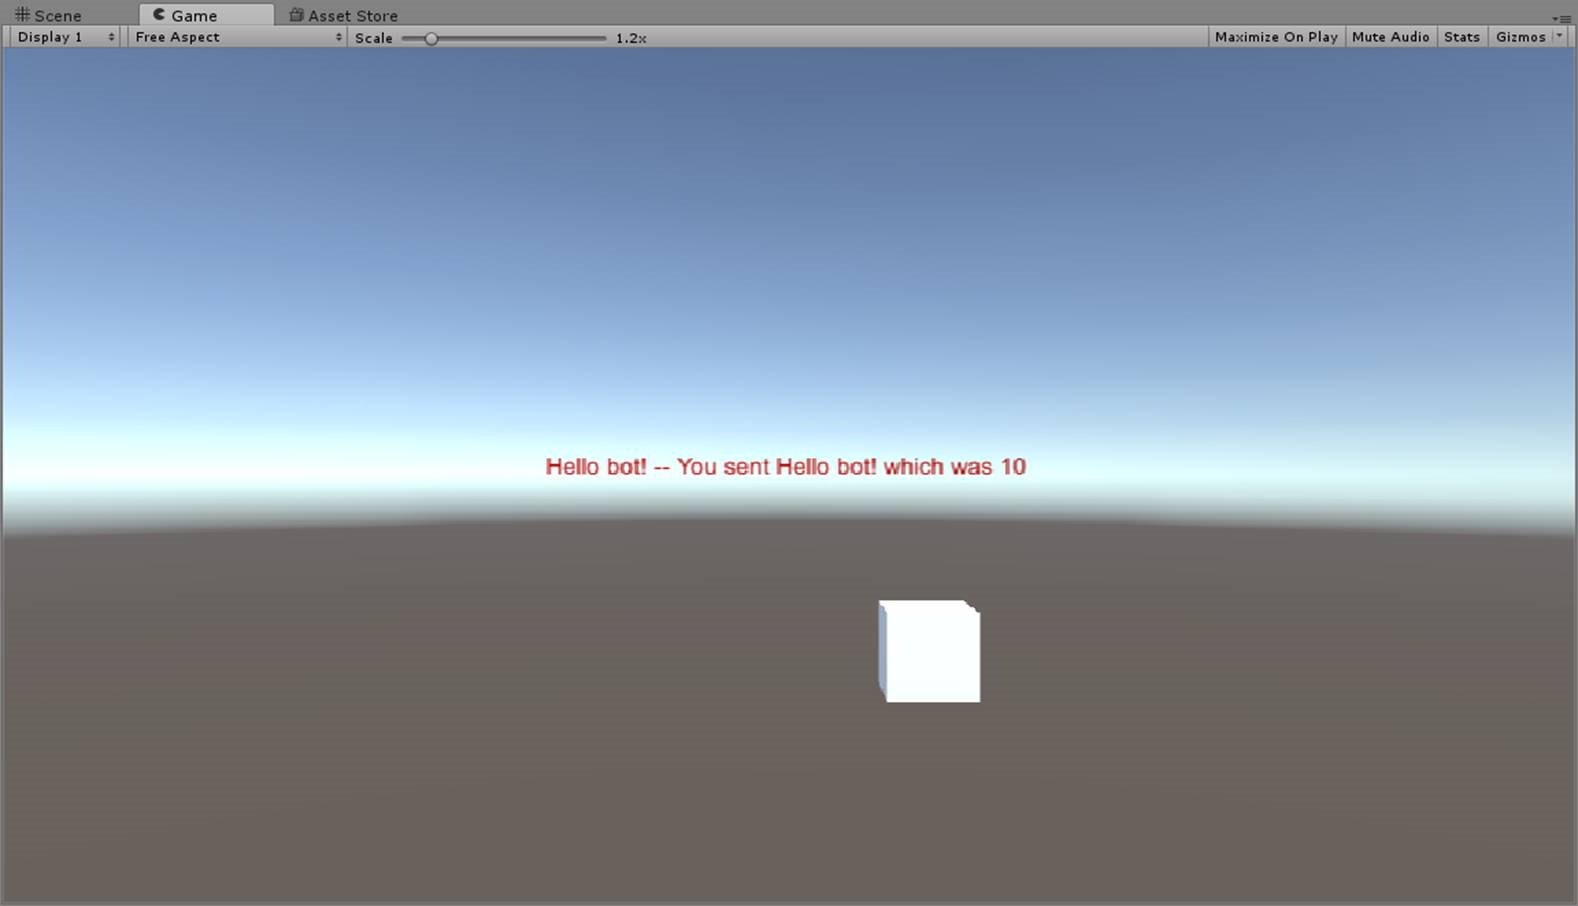 Scene Game Asset Store
Display 1 Free Aspect Scale 1.2x Maximize On Play Mute Audio Stats Gizmos
Hello bot! -- You sent Hello bot! which was 10